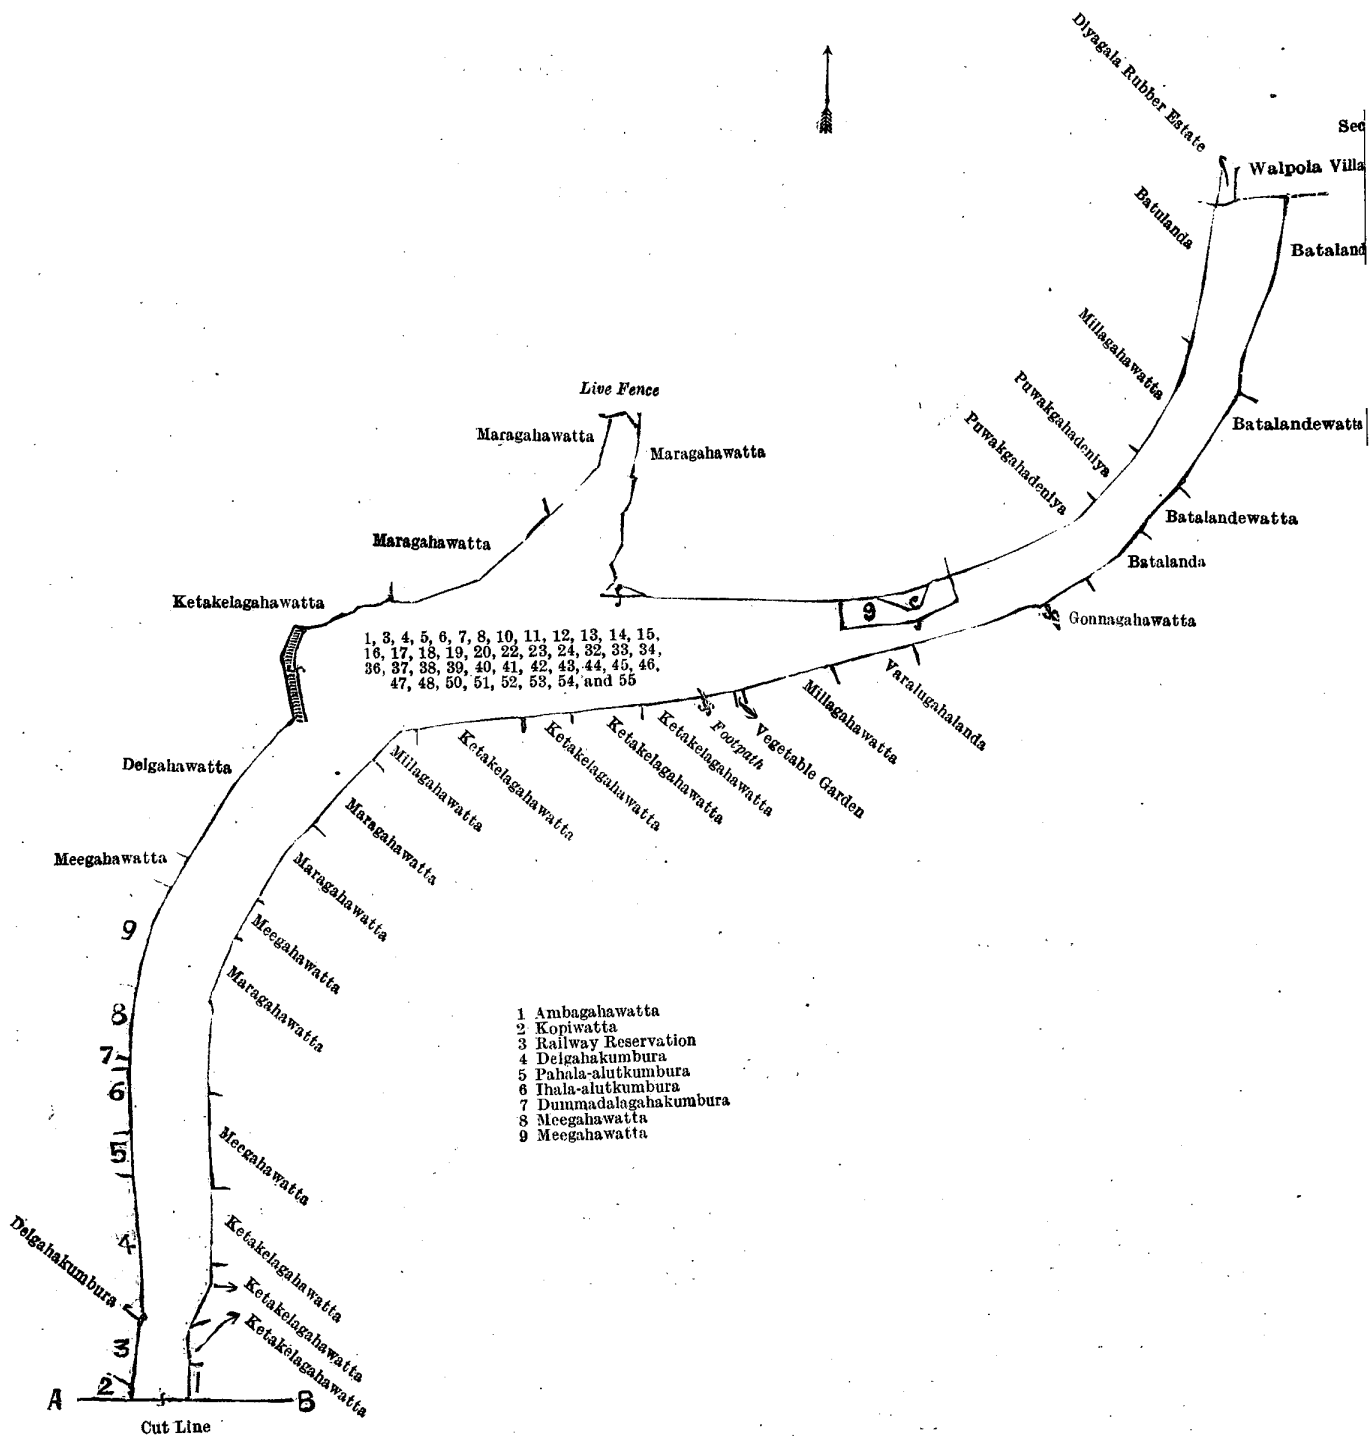 Diyagala Rubber Estate
Sec
Walpola Villa
Batulanda
Bataland
Millagahawatta
Puwakgahadeniya
Puwakgahadeniya
Live Fence
Maragahawatta
Maragahawatta
Batalandewatta
Batalandewatta
Maragahawatta
Batalanda
Ketakelagahawatta
9
Gonnagahawatta
1, 3, 4, 5, 6, 7, 8, 10, 11, 12, 13, 14, 15,
16, 17, 18, 19, 20, 22, 23, 24, 32, 33, 34,
36, 37, 38, 39, 40, 41, 42, 43, 44, 45, 46,
47, 48, 50, 51, 52, 53, 54, and 55
Varalugahalanda
Millagahawatta
Vegetable Garden
Footpath
Ketakelagahawatta
Ketakelagahawatta
Ketakelagahawatta
Ketakelagahawatta
Millagahawatta
Delgahawatta
Maragahawatta
Meegahawatta
Maragahawatta
9
Meegahawatta
Maragahawatta
8
7
6
5
1 Ambagahawatta
2 Kopiwatta
3 Railway Reservation
4 Delgahakumbura
5 Pahala-alutkumbura
6 Ihala-alutkumbura
7 Dummadalagahakumbura
8 Meegahawatta
9 Meegahawatta
Meegahawatta
4
Delgahakumbura
Ketakelagahawatta
Ketakelagahawatta
Ketakelagahawatta
3
2
1
A
B
Cut Line